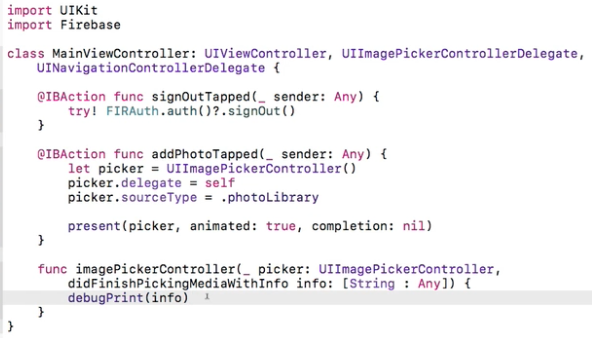 import UIKit
import Firebase
class MainViewController: UIViewController, UIImagePickerControllerDelegate,
UINavigationControllerDelegate {
@IBAction func signOutTapped(_ sender: Any) {
try! FIRAuth.auth()?.signOut()
}
@IBAction func addPhotoTapped(_ sender: Any) {
let picker = UIImagePickerController()
picker.delegate = self
picker.sourceType = .photoLibrary
present(picker, animated: true, completion: nil)
}
func imagePickerController(_ picker: UIImagePickerController,
didFinishPickingMediaWithInfo info: [String : Any]) {
debugPrint(info)
}
}